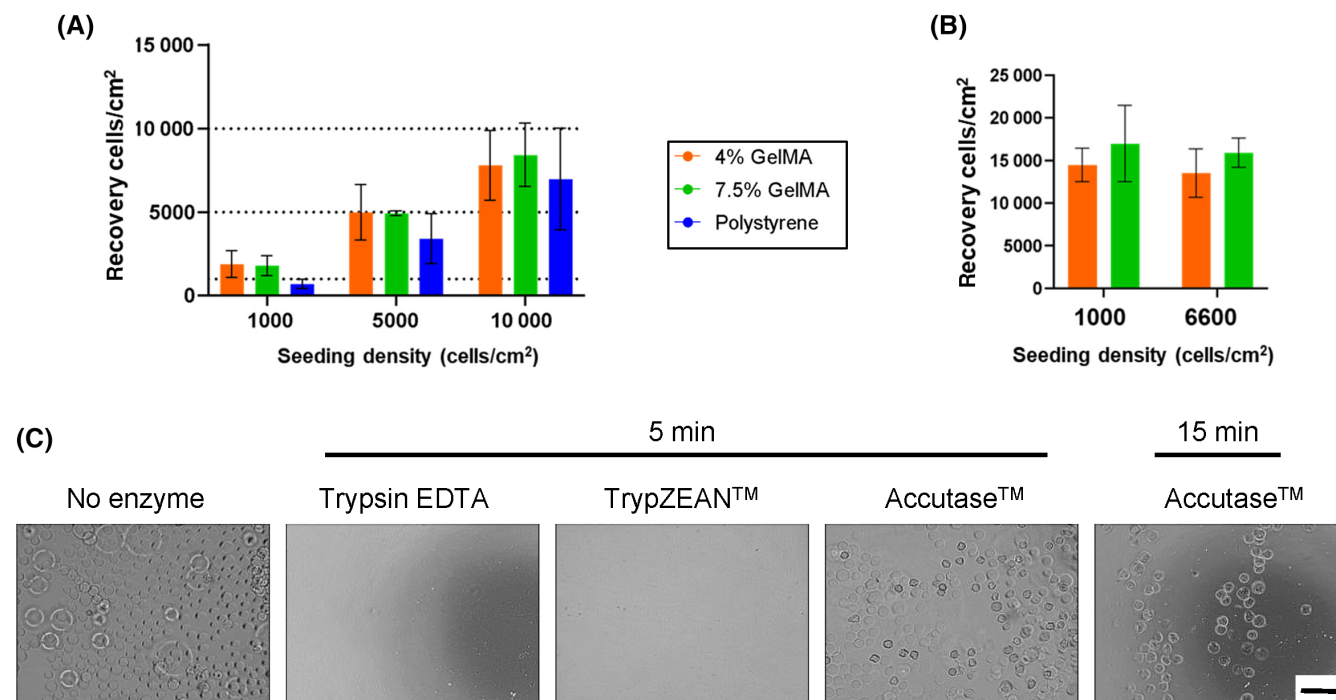 (A)
Recovery cells/cm²
15 000
10 000
5000
0
1000
5000
10 000
Seeding density (cells/cm²)
4% GelMA
7.5% GelMA
Polystyrene
(B)
Recovery cells/cm²
25 000
20 000
15 000
10 000
5000
0
1000
6600
Seeding density (cells/cm²)
(C)
5 min
15 min
No enzyme
Trypsin EDTA
TrypZEAN™
Accutase™
Accutase™